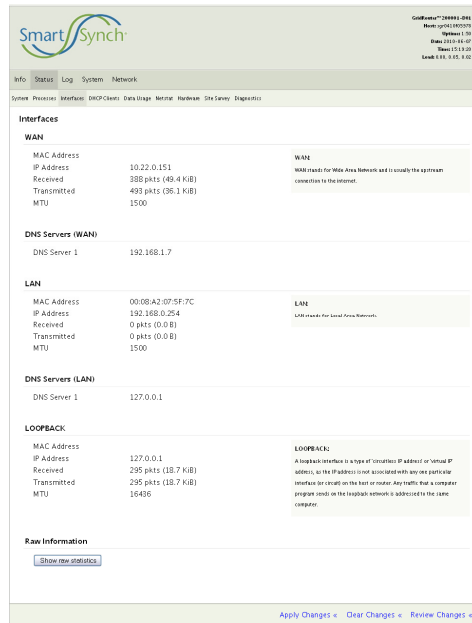 SmartSynch
GridRouter™ 200001-D01
Uptime: 1:50
Date: 2010-06-07
Time: 15:19:20
Load: 0.08, 0.05, 0.02
Info Status Log System Network
System Processes Interfaces DHCP Clients Data Usage Netstat Hardware Site Survey Diagnostics
Interfaces
WAN
MAC Address
IP Address 10.22.0.151
Received 388 pkts (49.4 KiB)
Transmitted 493 pkts (36.1 KiB)
MTU 1500
WAN:
WAN stands for Wide Area Network and is usually the upstream
connection to the internet.
DNS Servers (WAN)
DNS Server 1 192.168.1.7
LAN
MAC Address 00:08:A2:07:5F:7C
IP Address 192.168.0.254
Received 0 pkts (0.0 B)
Transmitted 0 pkts (0.0 B)
MTU 1500
LAN:
LAN stands for Local Area Network.
DNS Servers (LAN)
DNS Server 1 127.0.0.1
LOOPBACK
MAC Address
IP Address 127.0.0.1
Received 295 pkts (18.7 KiB)
Transmitted 295 pkts (18.7 KiB)
MTU 16436
LOOPBACK:
A loopback interface is a type of 'circuitless IP address' or 'virtual IP'
address, as the IP address is not associated with any one particular
interface (or circuit) on the host or router. Any traffic that a computer
program sends on the loopback network is addressed to the same
computer.
Raw Information
Show raw statistics
Apply Changes « Clear Changes « Review Changes «